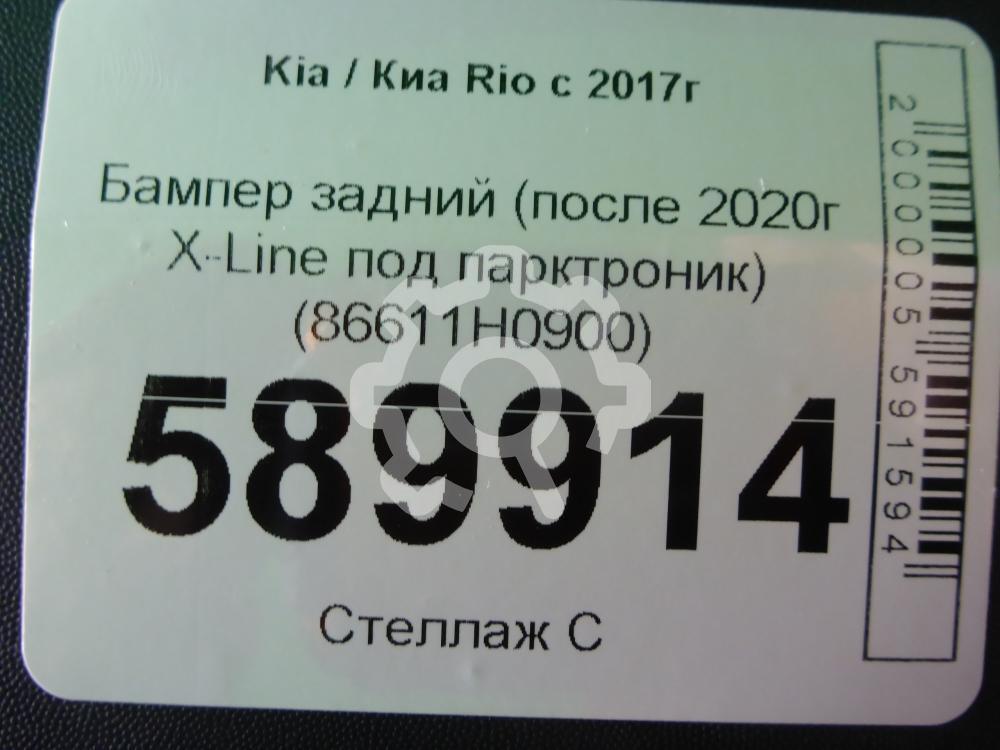 Kia / Киа Rio с 2017г
Бампер задний (после 2020г
X-Line под парктроник)
(86611H0900)
589914
Стеллаж С
2000005591594